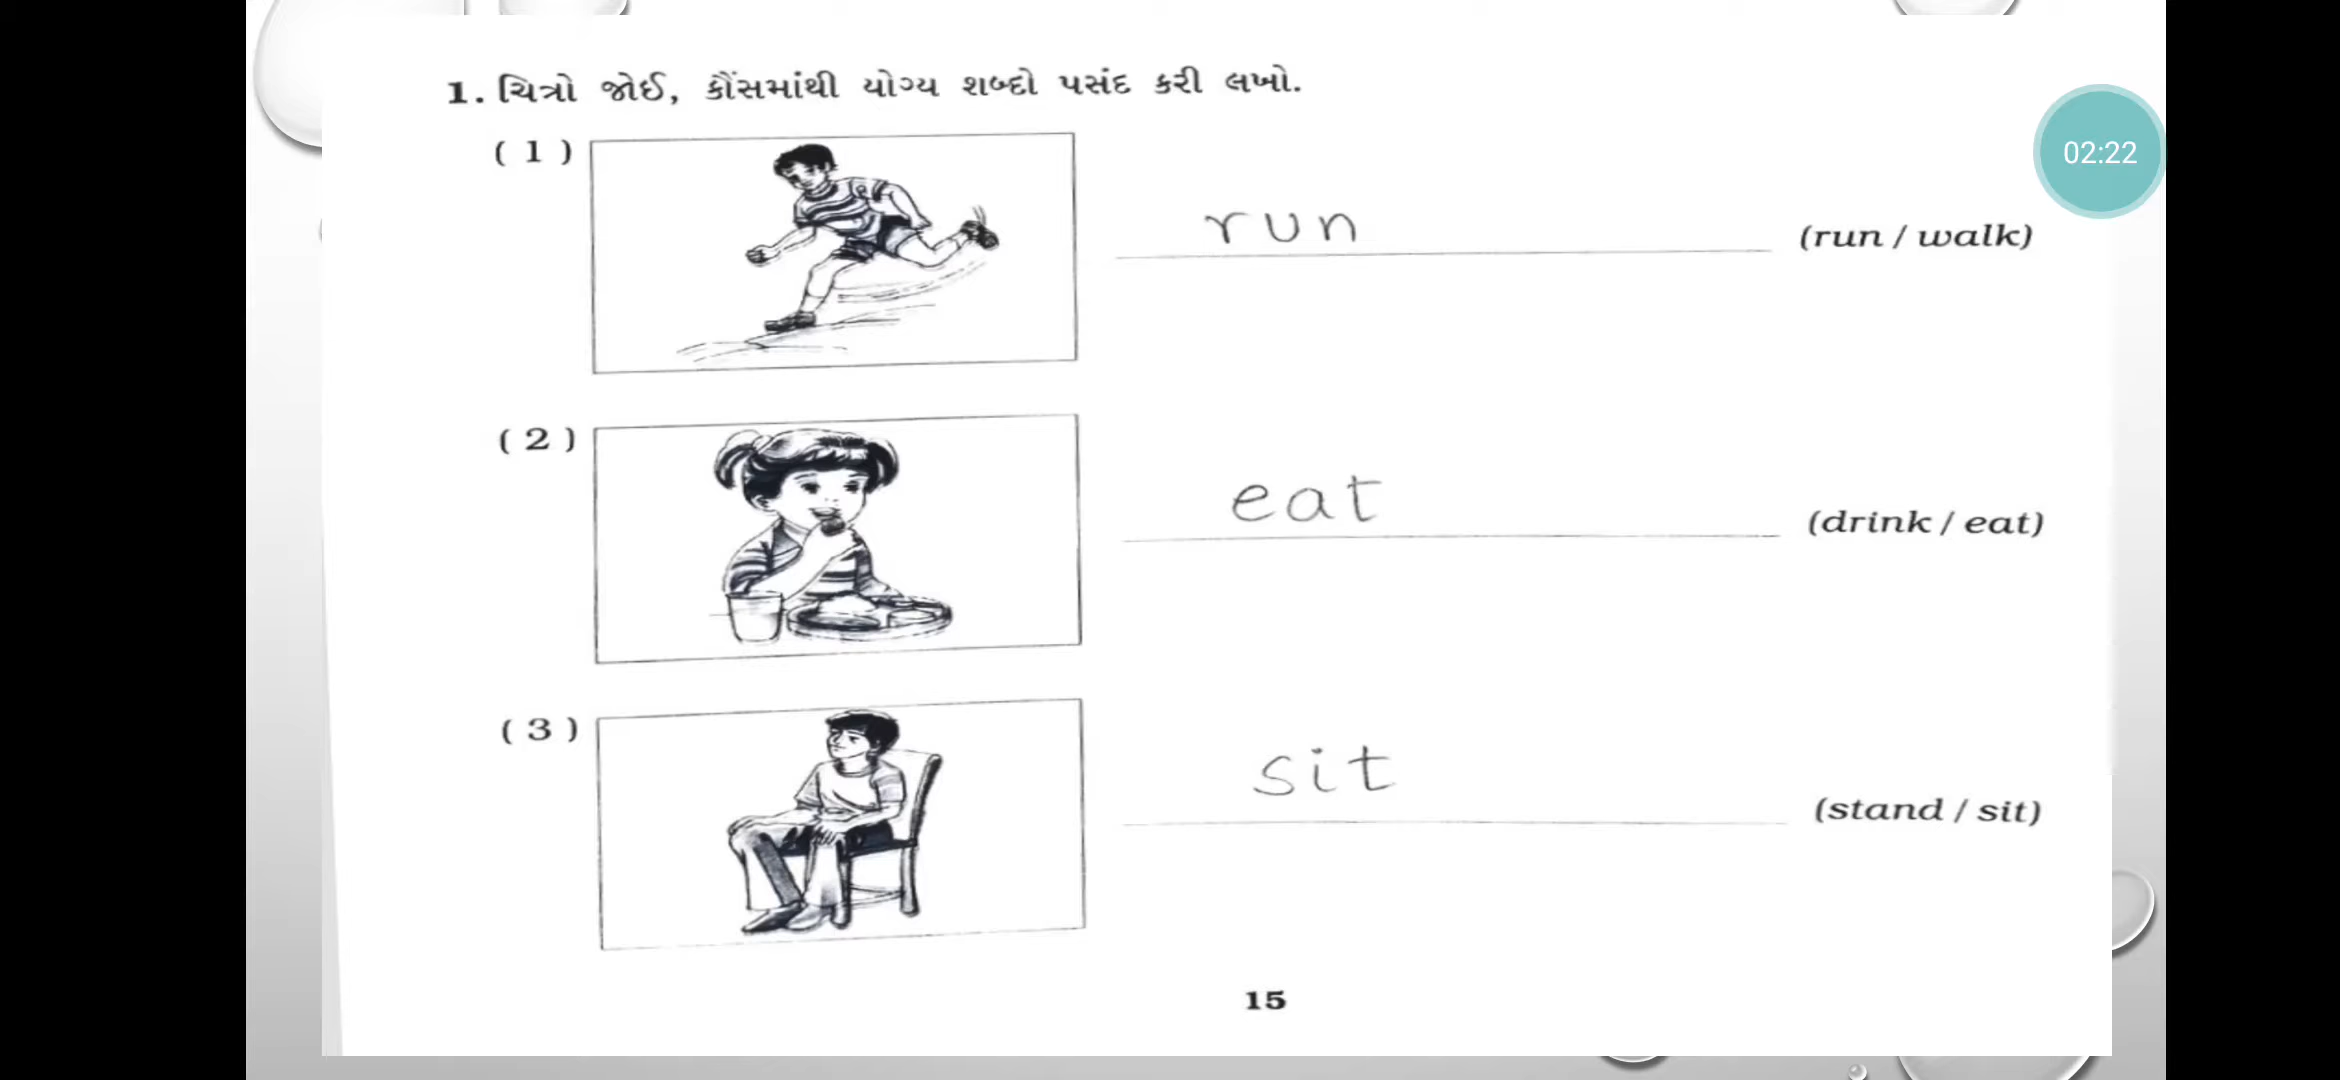 1. ચિત્રો જોઈ, કૌંસમાંથી યોગ્ય શબ્દો પસંદ કરી લખો.
02:22
( 1 )
run (run / walk)
( 2 )
eat (drink / eat)
( 3 )
sit (stand / sit)
15